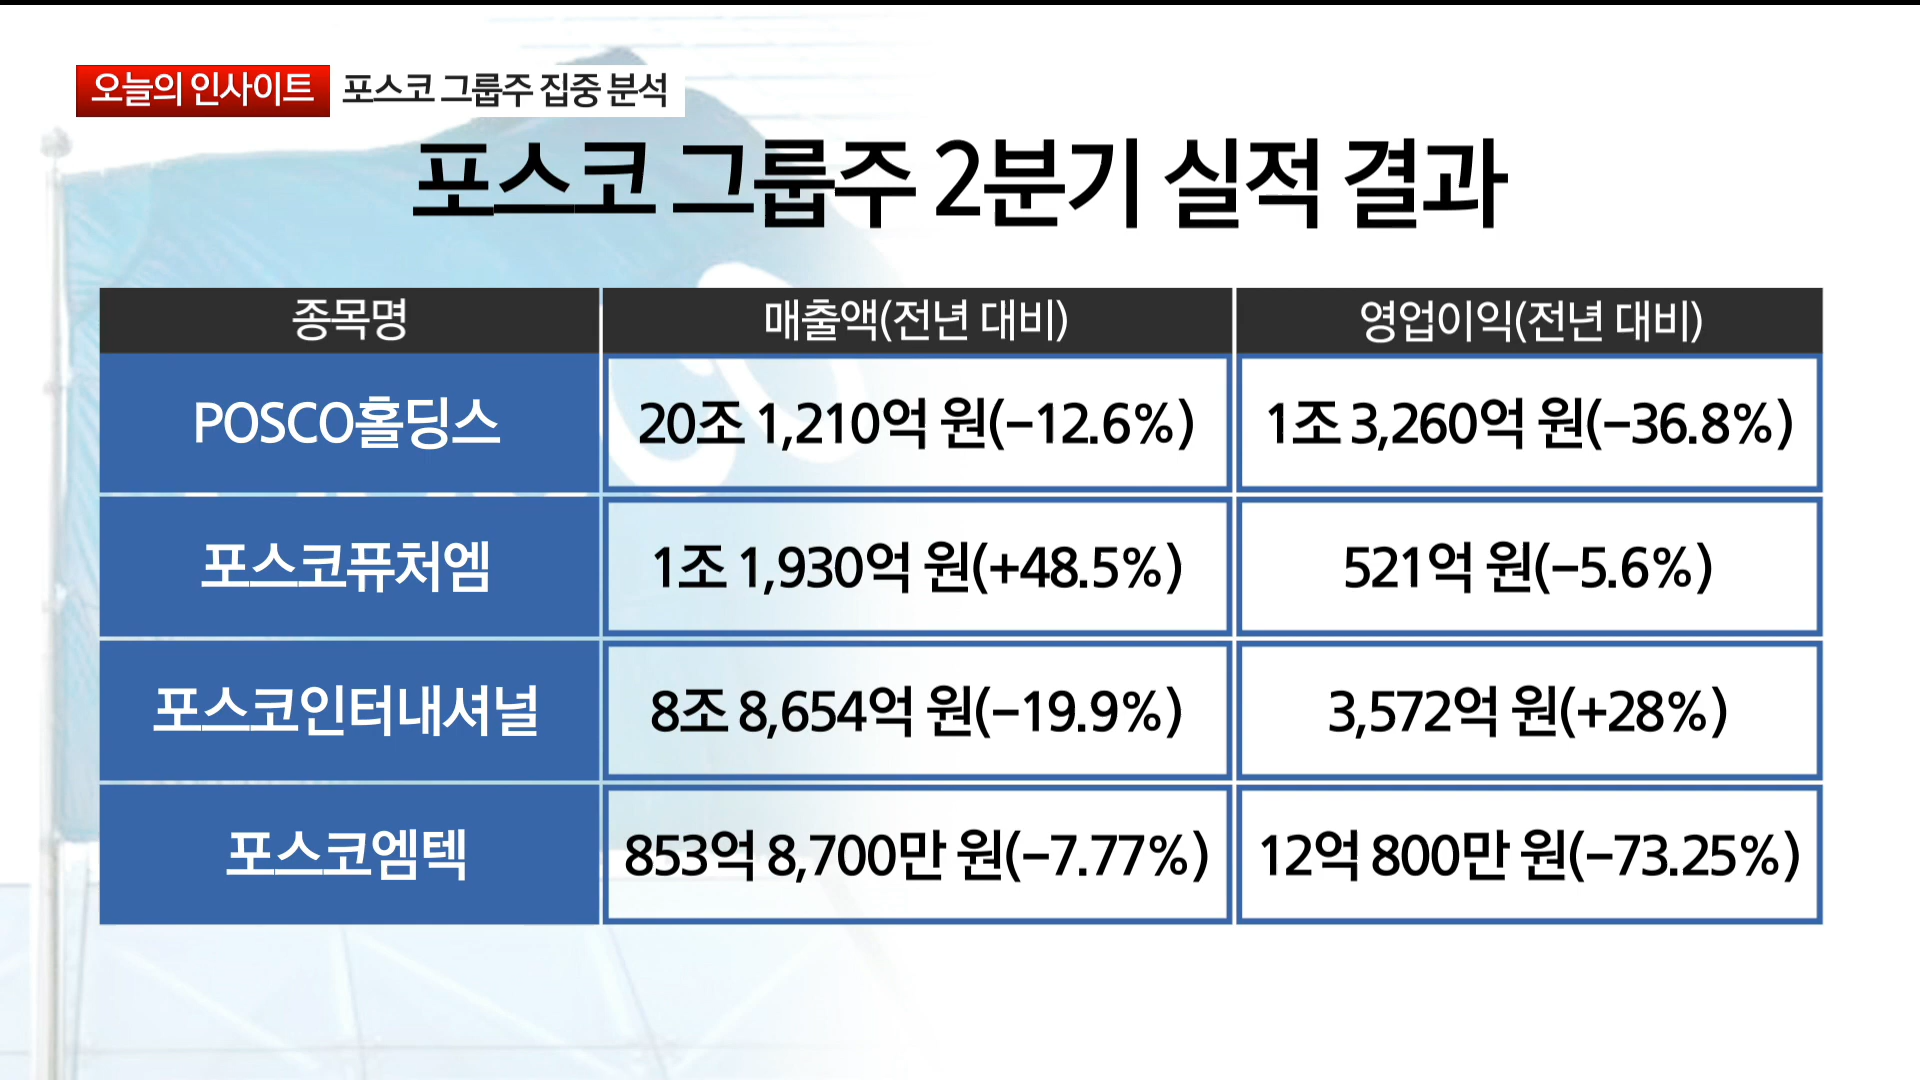 오늘의 인사이트 포스코 그룹주 집중 분석
포스코 그룹주 2분기 실적 결과
종목명 매출액(전년 대비) 영업이익(전년 대비)
POSCO홀딩스 20조 1,210억 원(-12.6%) 1조 3,260억 원(-36.8%)
포스코퓨처엠 1조 1,930억 원(+48.5%) 521억 원(-5.6%)
포스코인터내셔널 8조 8,654억 원(-19.9%) 3,572억 원(+28%)
포스코엠텍 853억 8,700만 원(-7.77%) 12억 800만 원(-73.25%)